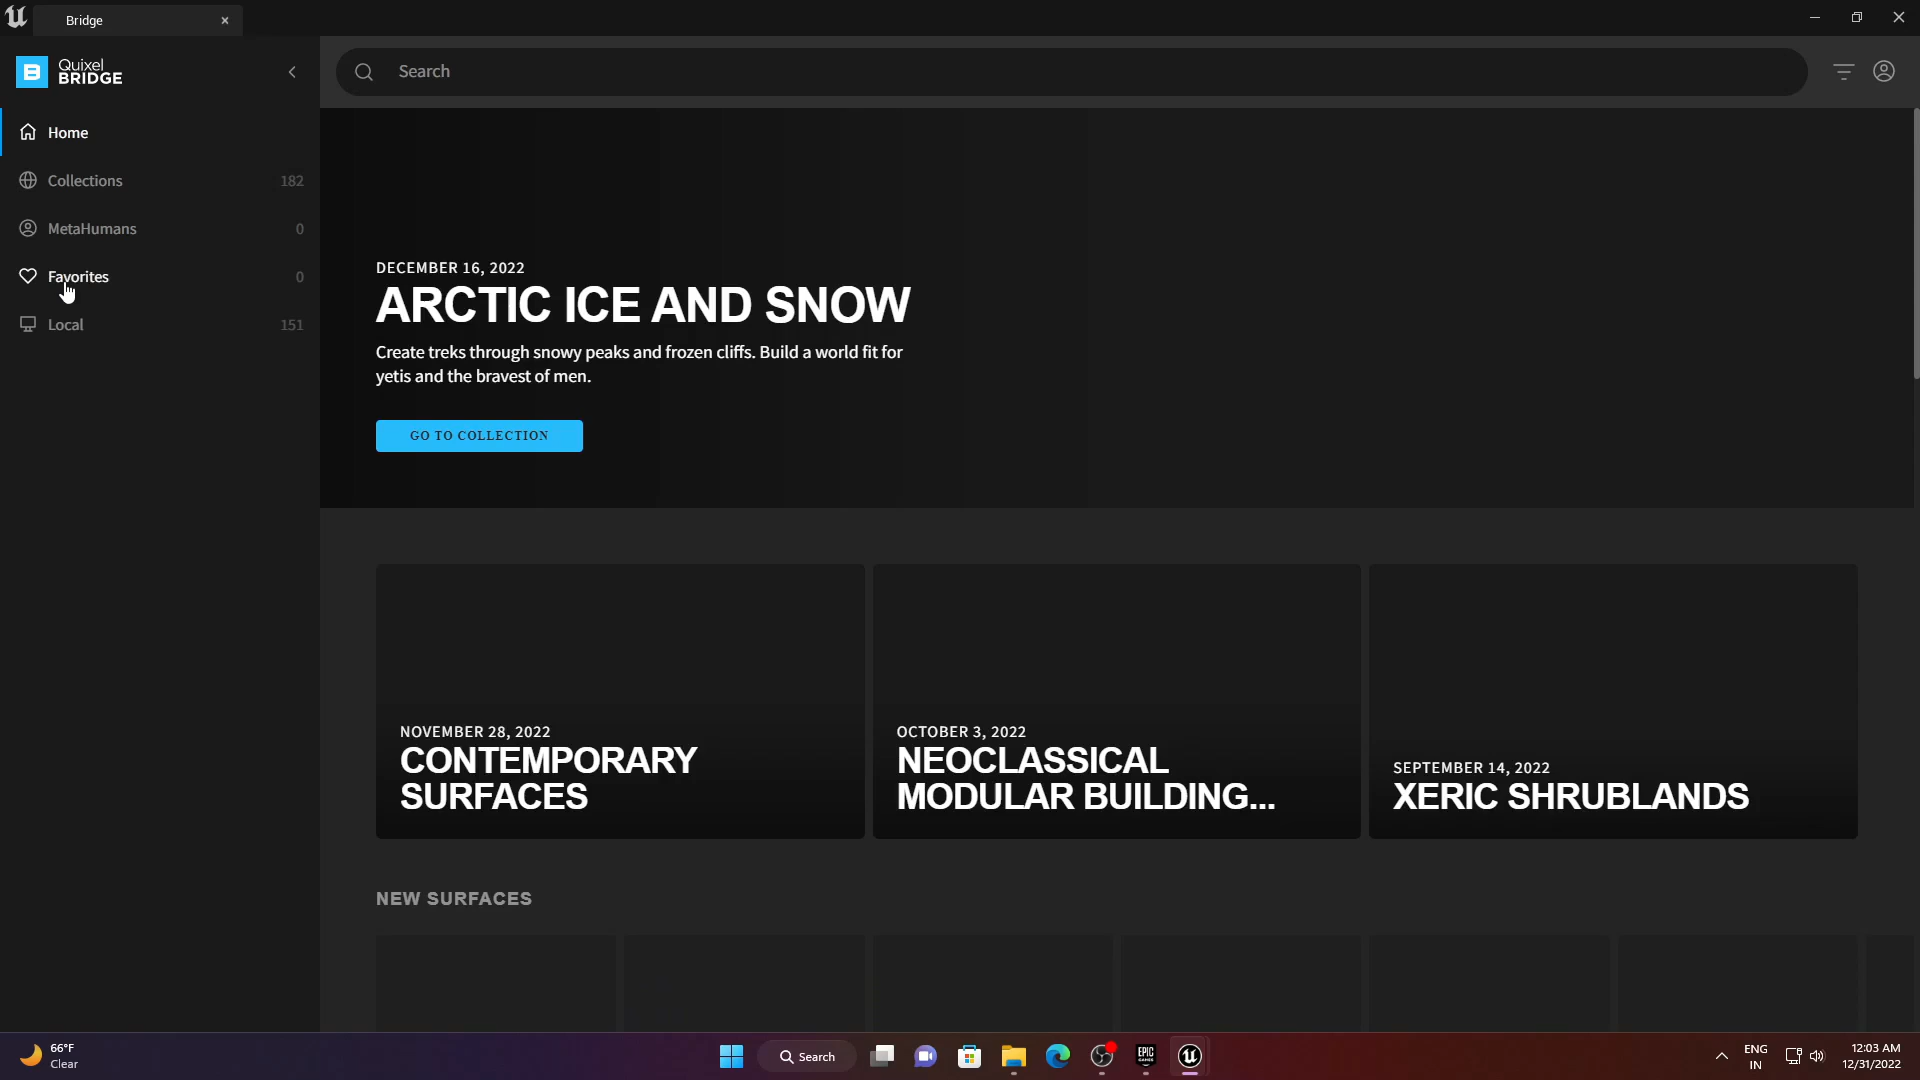 Bridge
Quixel
BRIDGE
Search
Home
Collections 182
MetaHumans 0
Favorites 0
Local 151
DECEMBER 16, 2022
ARCTIC ICE AND SNOW
Create treks through snowy peaks and frozen cliffs. Build a world fit for
yetis and the bravest of men.
GO TO COLLECTION
NOVEMBER 28, 2022
CONTEMPORARY
SURFACES
OCTOBER 3, 2022
NEOCLASSICAL
MODULAR BUILDING...
SEPTEMBER 14, 2022
XERIC SHRUBLANDS
NEW SURFACES
66°F
Clear
Search
EPIC
GAMES
ENG
IN
12:03 AM
12/31/2022